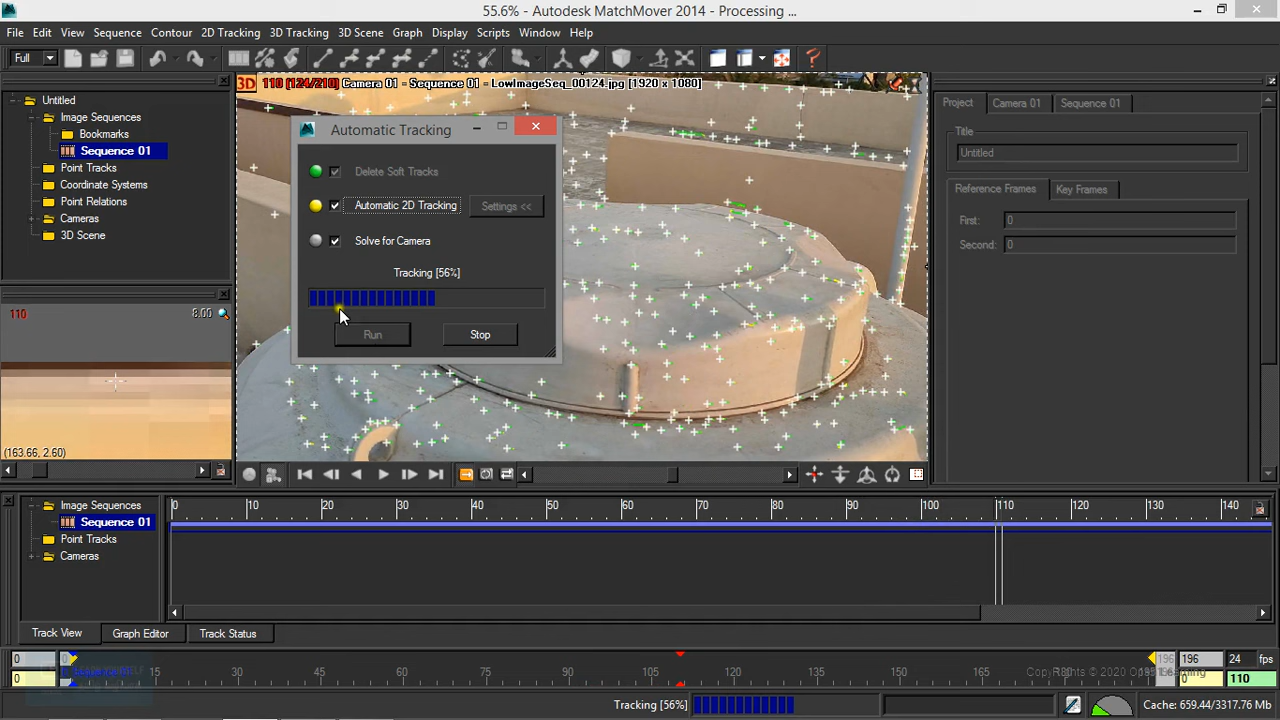 55.6% - Autodesk MatchMover 2014 - Processing ...
File Edit View Sequence Contour 2D Tracking 3D Tracking 3D Scene Graph Display Scripts Window Help
Full
Untitled
Image Sequences
Bookmarks
Sequence 01
Point Tracks
Coordinate Systems
Point Relations
Cameras
3D Scene
3D 110 [124/210] Camera 01 - Sequence 01 - LowImageSeq_00124.jpg [1920 x 1080]
Automatic Tracking
Delete Soft Tracks
Automatic 2D Tracking Settings <<
Solve for Camera
Tracking [56%]
Run Stop
Project Camera 01 Sequence 01
Title
Untitled
Reference Frames Key Frames
First: 0
Second: 0
110 8.00
(163.66, 2.60)
Image Sequences
Sequence 01
Point Tracks
Cameras
0 10 20 30 40 50 60 70 80 90 100 110 120 130 140
Track View Graph Editor Track Status
0 0 15 30 45 60 75 90 105 120 135 150 165 180 196 196 24 fps
0 0 110
Tracking [56%] Cache: 659.44/3317.76 Mb